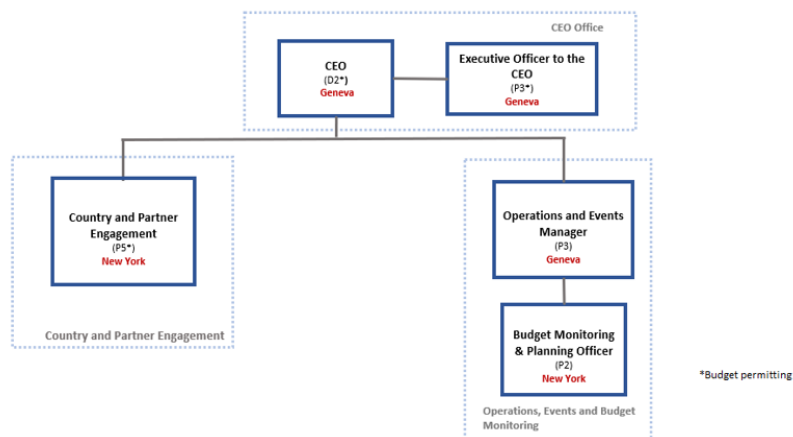 CEO Office
CEO
(D2*)
Geneva
Executive Officer to the
CEO
(P3*)
Geneva
Country and Partner
Engagement
(P5*)
New York
Country and Partner Engagement
Operations and Events
Manager
(P3)
Geneva
Budget Monitoring
& Planning Officer
(P2)
New York
Operations, Events and Budget
Monitoring
*Budget permitting